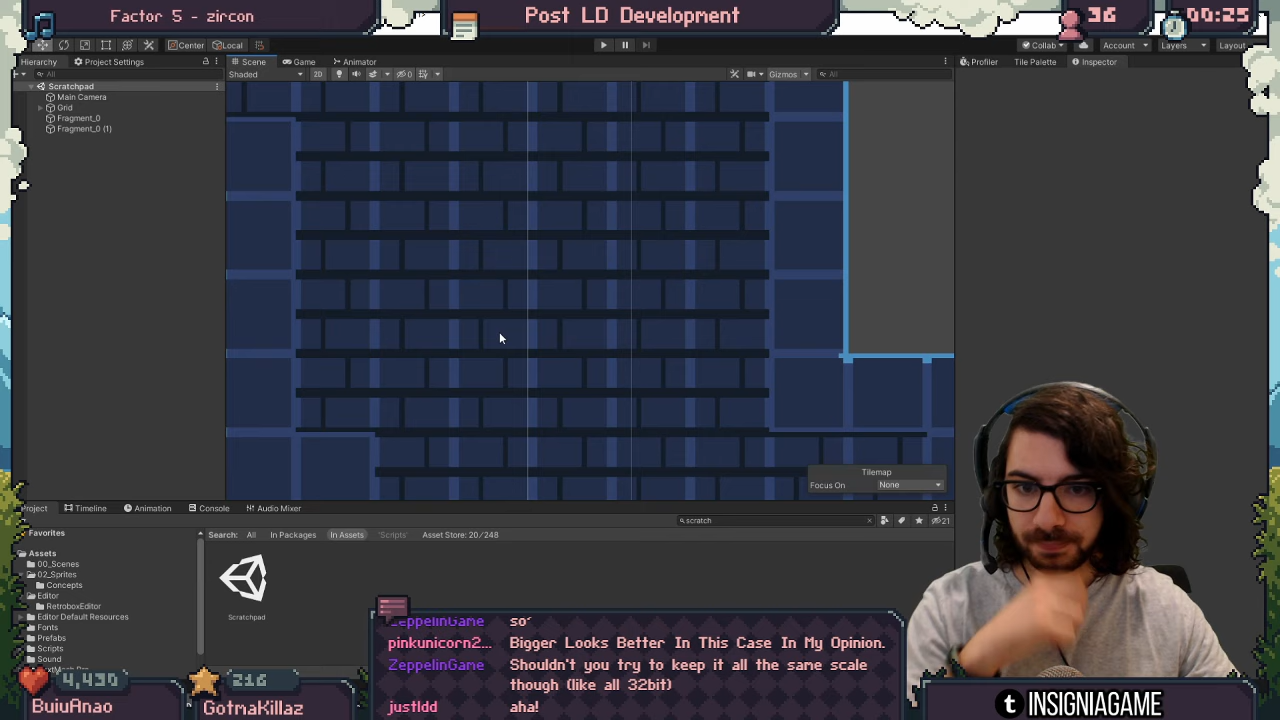 Factor 5 - zircon
Post LD Development
36
00:25
Center
Local
Collab
Account
Layers
Layout
Hierarchy
Project Settings
Scene
Game
Animator
Profiler
Tile Palette
Inspector
All
Shaded
2D
0
Gizmos
All
Scratchpad
Main Camera
Grid
Fragment_0
Fragment_0 (1)
Tilemap
Focus On
None
Project
Timeline
Animation
Console
Audio Mixer
scratch
21
Favorites
Search:
All
In Packages
In Assets
'Scripts'
Asset Store: 20/248
Assets
00_Scenes
02_Sprites
Concepts
Editor
RetroboxEditor
Editor Default Resources
Fonts
Prefabs
Scripts
Sound
Scratchpad
ZeppelinGame
so
pinkunicorn2...
Bigger Looks Better In This Case In My Opinion.
ZeppelinGame
Shouldn't you try to keep it all the same scale
though (like all 32bit)
justldd
aha!
4,430
BuiuAnao
216
GotmaKillaz
t INSIGNIAGAME